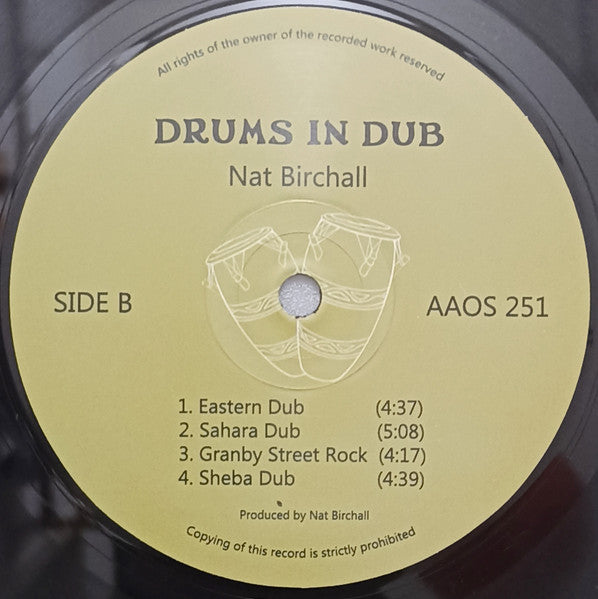 All rights of the owner of the recorded work reserved
DRUMS IN DUB
Nat Birchall
SIDE B
AAOS 251
1. Eastern Dub (4:37)
2. Sahara Dub (5:08)
3. Granby Street Rock (4:17)
4. Sheba Dub (4:39)
Produced by Nat Birchall
Copying of this record is strictly prohibited